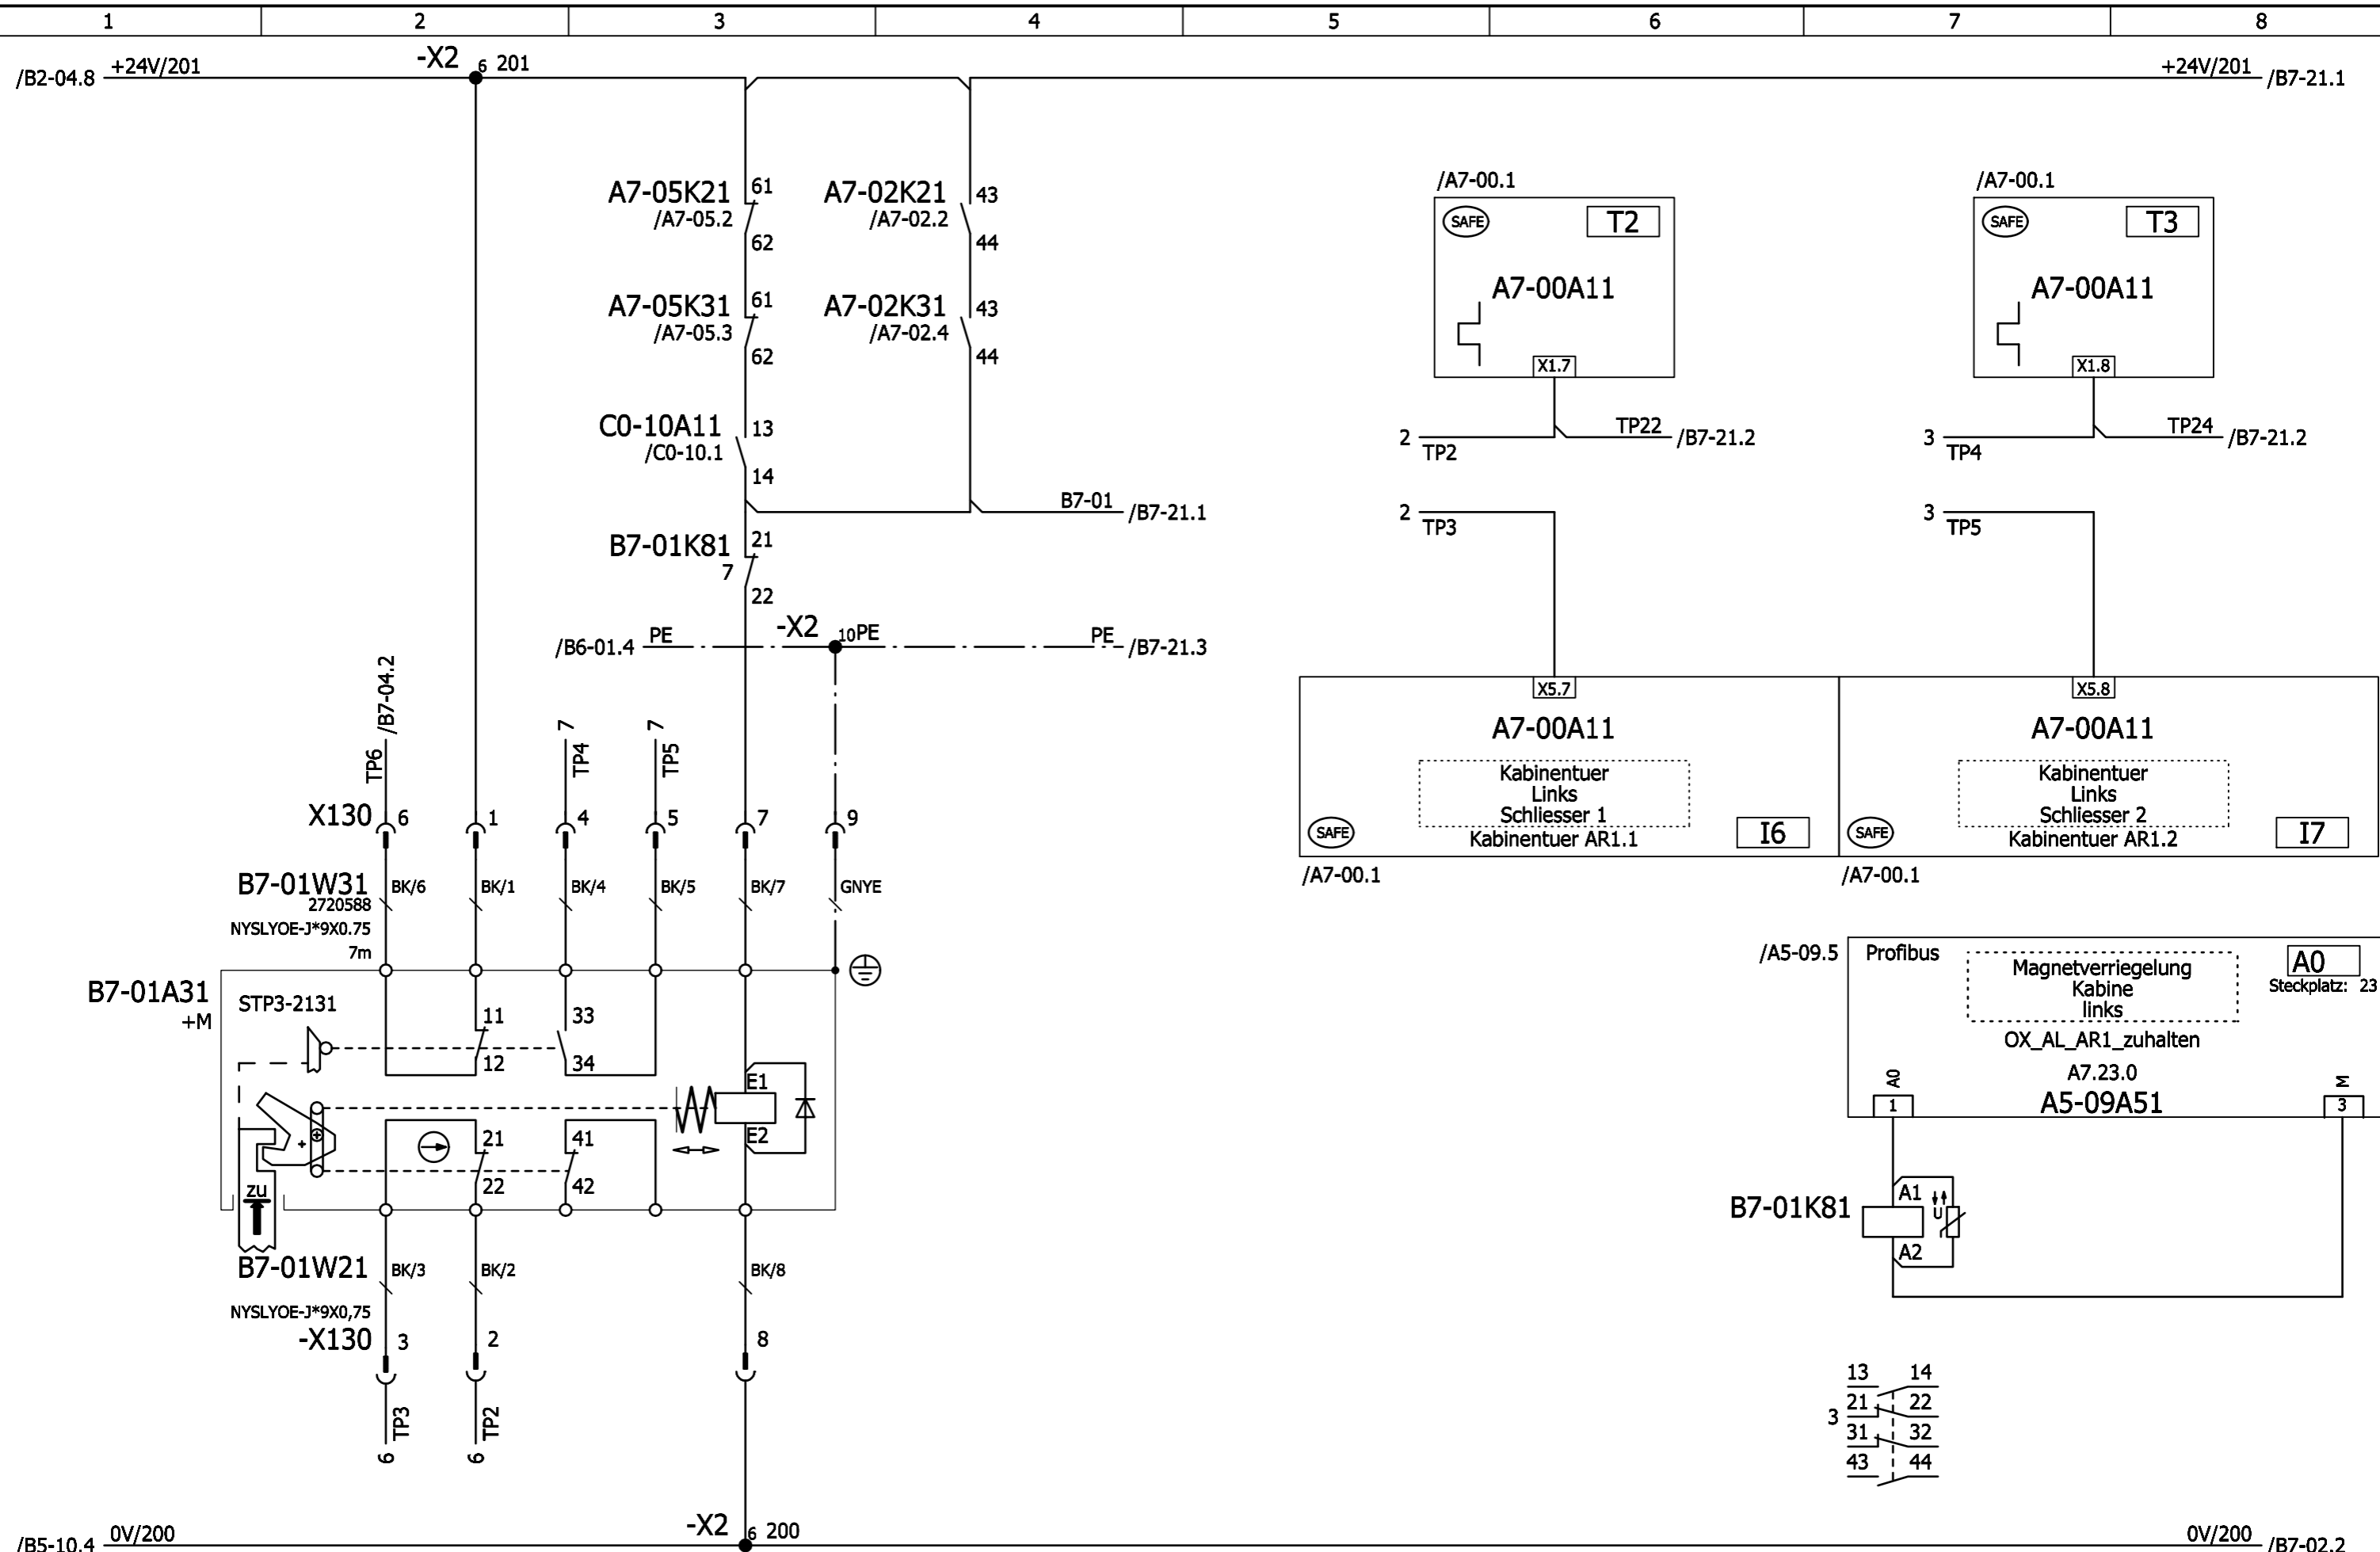 1 2 3 4 5 6 7 8
/B2-04.8 +24V/201 -X2 6 201 +24V/201 /B7-21.1
A7-05K21 61
/A7-05.2
62
A7-02K21 43
/A7-02.2
44
A7-05K31 61
/A7-05.3
62
A7-02K31 43
/A7-02.4
44
C0-10A11 13
/C0-10.1
14
B7-01 /B7-21.1
B7-01K81 21
7
22
/B6-01.4 PE -X2 10 PE PE /B7-21.3
/A7-00.1
SAFE T2
A7-00A11
X1.7
2 TP2 TP22 /B7-21.2
2 TP3
/A7-00.1
SAFE T3
A7-00A11
X1.8
3 TP4 TP24 /B7-21.2
3 TP5
X5.7
A7-00A11
Kabinentuer
Links
Schliesser 1
SAFE Kabinentuer AR1.1 I6
/A7-00.1
X5.8
A7-00A11
Kabinentuer
Links
Schliesser 2
SAFE Kabinentuer AR1.2 I7
/A7-00.1
/B7-04.2
TP6
7
TP4
7
TP5
X130 6 1 4 5 7 9
B7-01W31 BK/6 BK/1 BK/4 BK/5 BK/7 GNYE
2720588
NYSLYOE-J*9X0.75
7m
B7-01A31
+M
STP3-2131
11 33
12 34
E1
E2
21 41
22 42
zu
B7-01W21 BK/3 BK/2 BK/8
NYSLYOE-J*9X0,75
-X130 3 2 8
TP3
6
TP2
6
/A5-09.5 Profibus A0
Steckplatz: 23
Magnetverriegelung
Kabine
links
OX_AL_AR1_zuhalten
A7.23.0
A5-09A51
A0
1
M
3
B7-01K81
A1
U
A2
13 14
21 22
3
31 32
43 44
/B5-10.4 0V/200 -X2 6 200 0V/200 /B7-02.2